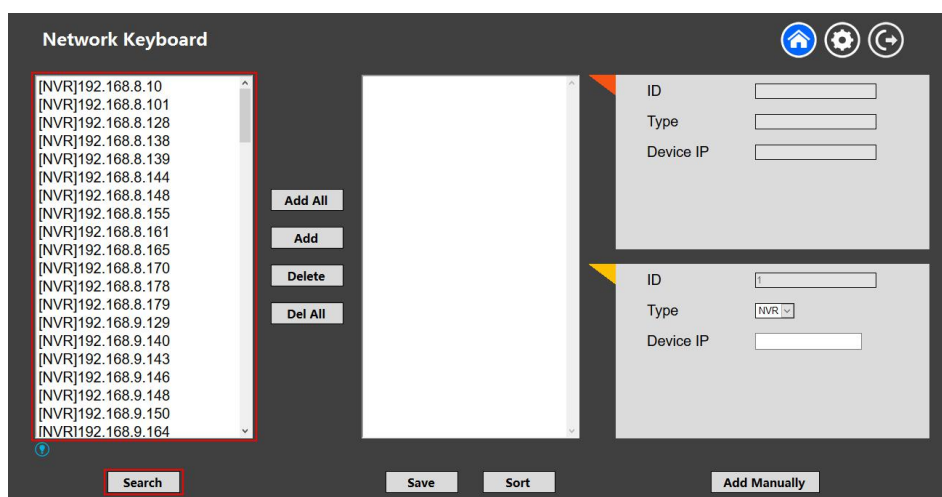 Network Keyboard
[NVR]192.168.8.10
[NVR]192.168.8.101
[NVR]192.168.8.128
[NVR]192.168.8.138
[NVR]192.168.8.139
[NVR]192.168.8.144
[NVR]192.168.8.148
[NVR]192.168.8.155
[NVR]192.168.8.161
[NVR]192.168.8.165
[NVR]192.168.8.170
[NVR]192.168.8.178
[NVR]192.168.8.179
[NVR]192.168.9.129
[NVR]192.168.9.140
[NVR]192.168.9.143
[NVR]192.168.9.146
[NVR]192.168.9.148
[NVR]192.168.9.150
[NVR]192.168.9.164
Add All
Add
Delete
Del All
ID
Type
Device IP
ID 1
Type NVR
Device IP
Search
Save
Sort
Add Manually